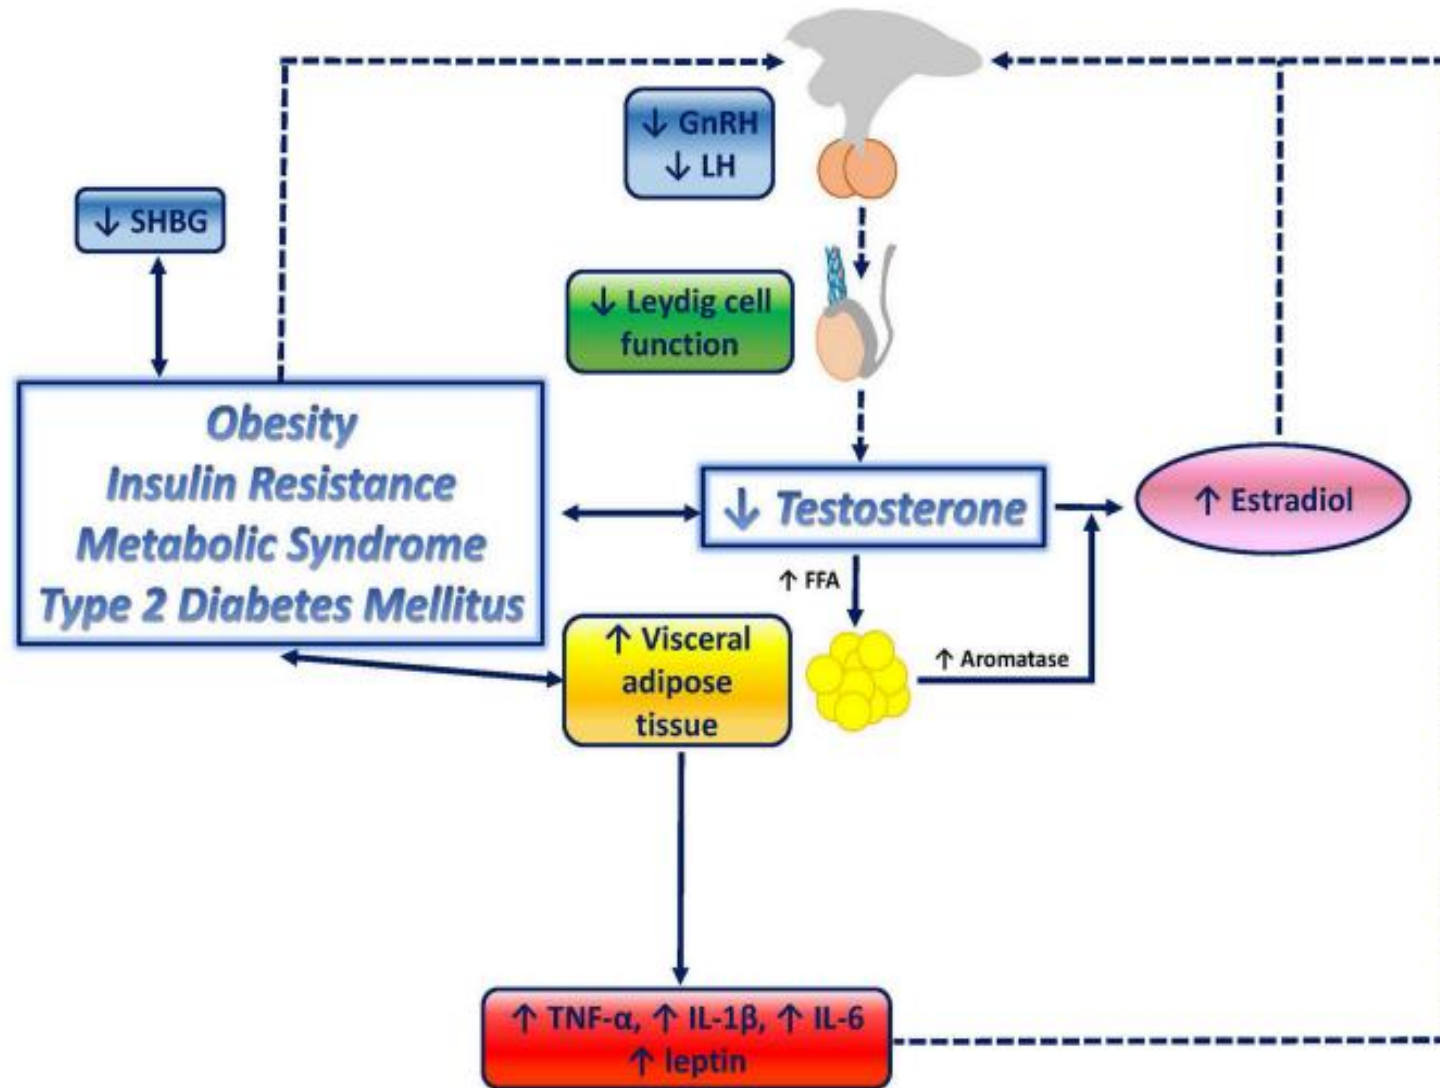 ↓ GnRH
↓ LH
↓ SHBG
↓ Leydig cell
function
Obesity
Insulin Resistance
Metabolic Syndrome
Type 2 Diabetes Mellitus
↓ Testosterone
↑ Estradiol
↑ FFA
↑ Visceral
adipose
tissue
↑ Aromatase
↑ TNF-α, ↑ IL-1β, ↑ IL-6
↑ leptin